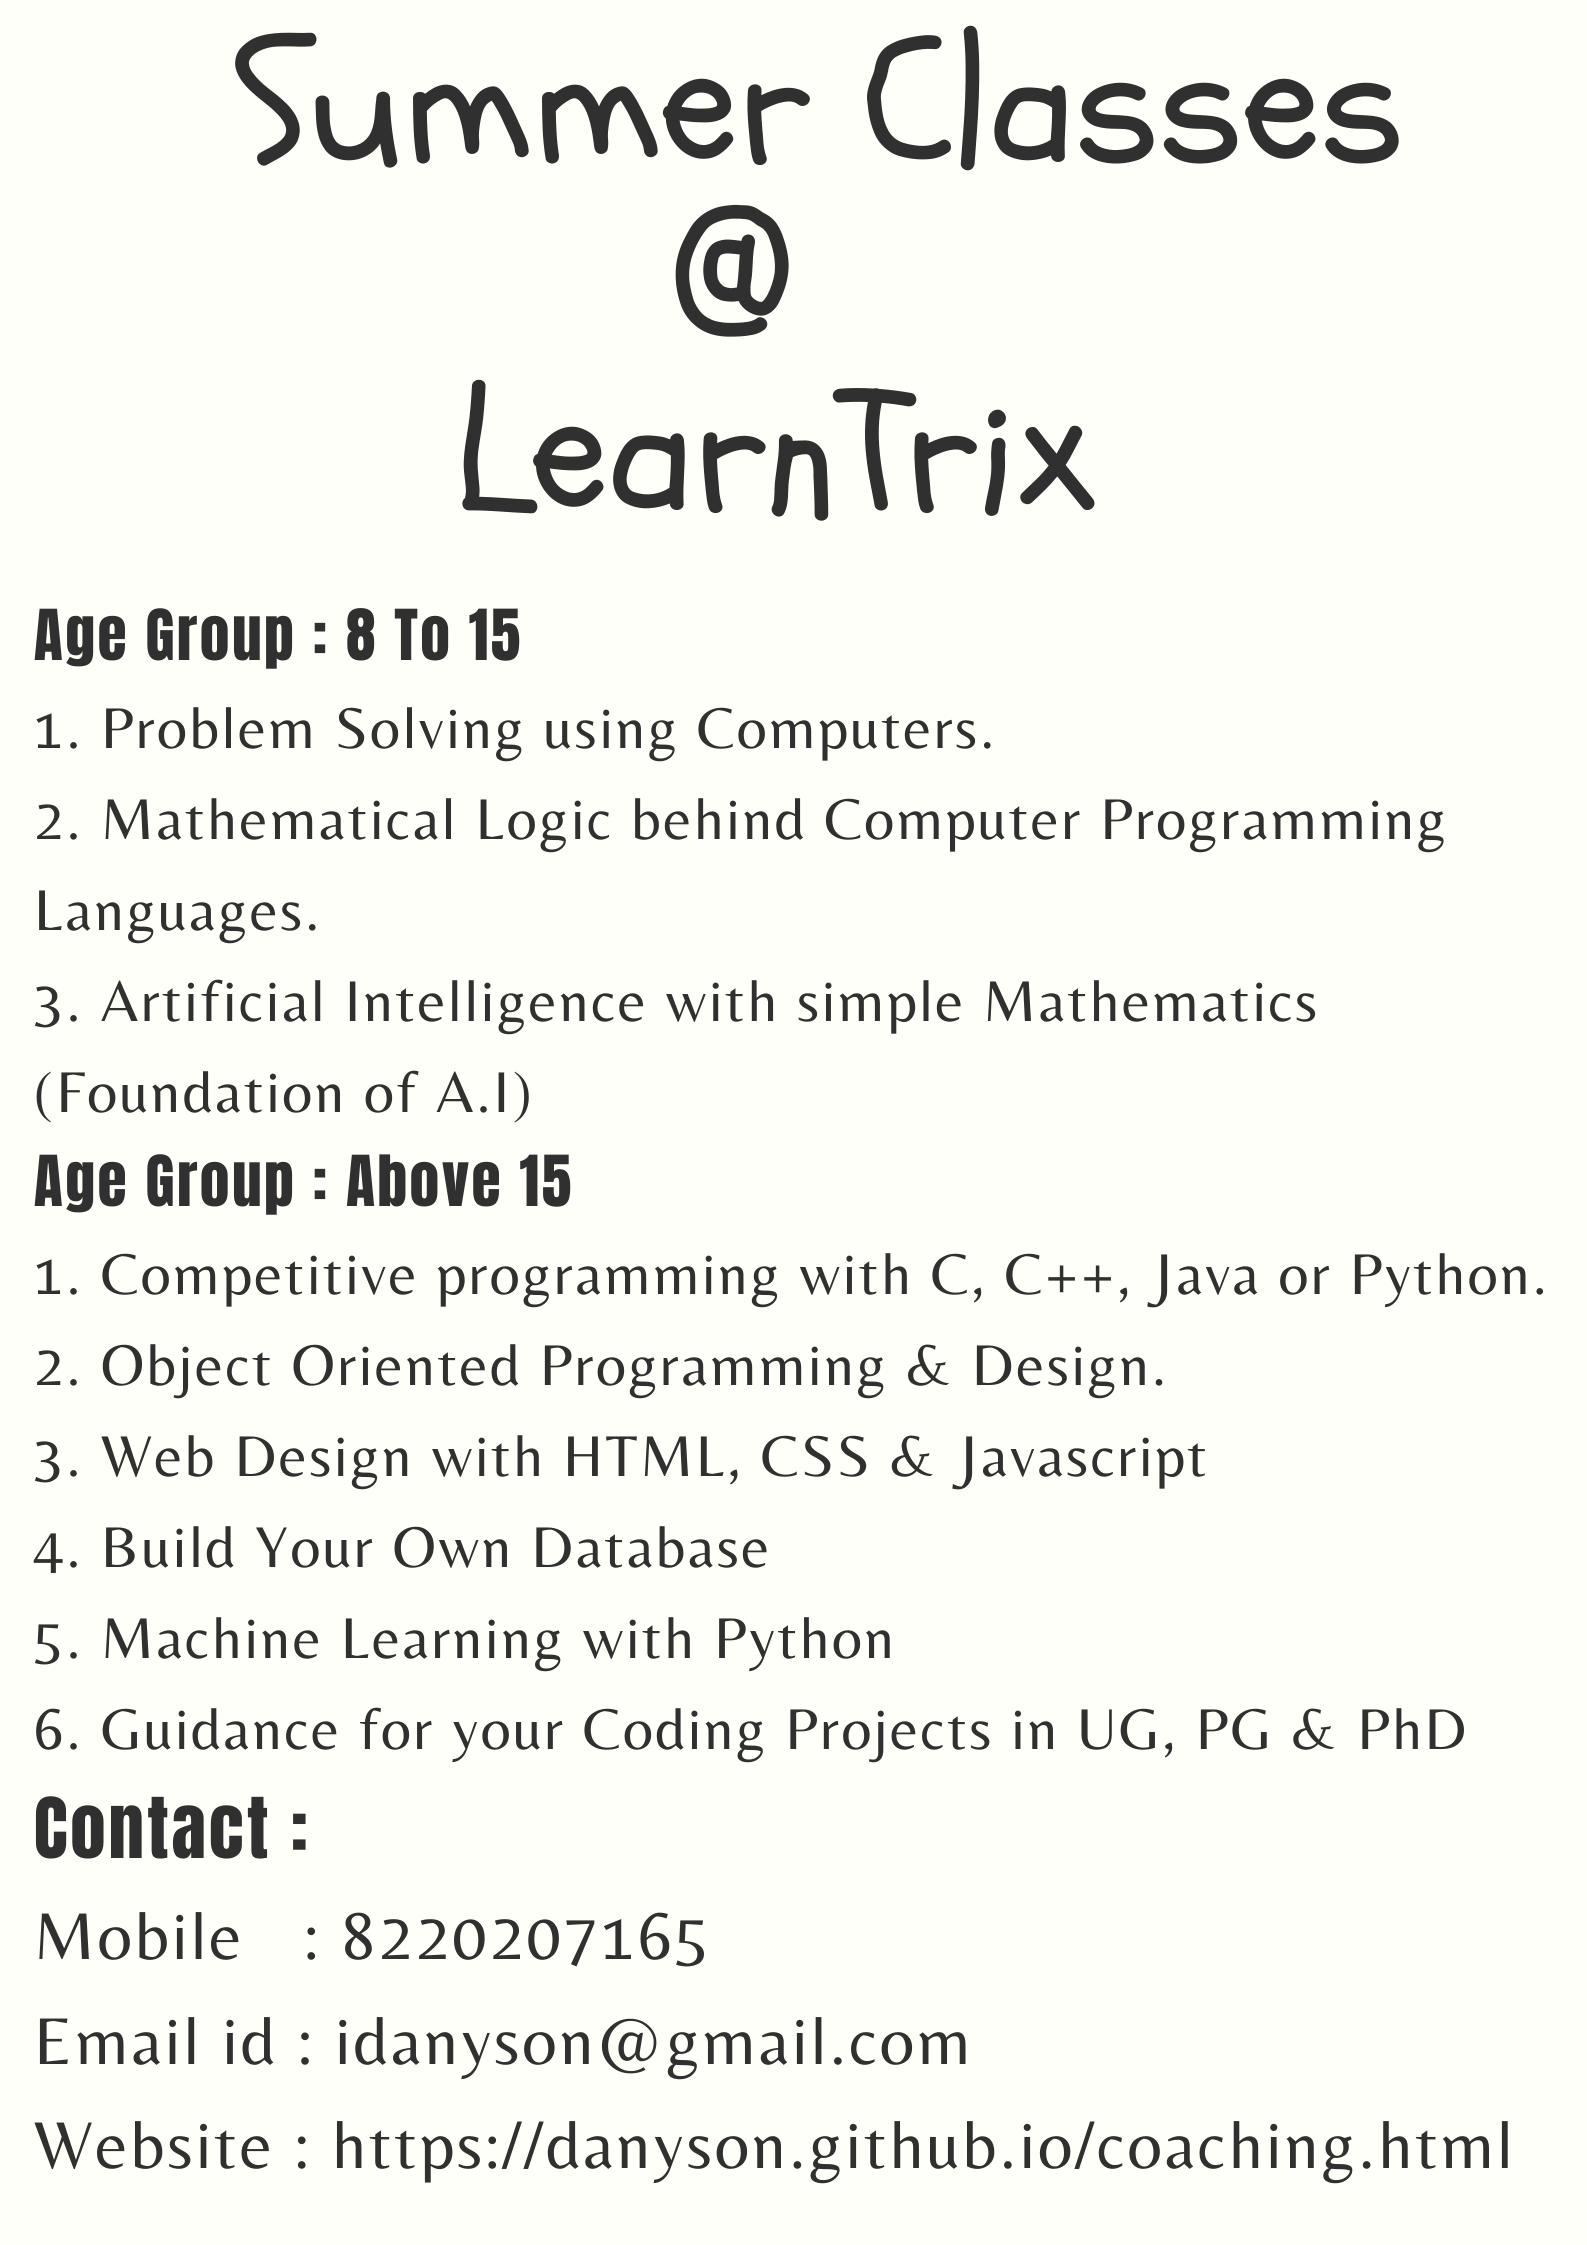 Summer Classes
@
LearnTrix
Age Group : 8 To 15
1. Problem Solving using Computers.
2. Mathematical Logic behind Computer Programming
Languages.
3. Artificial Intelligence with simple Mathematics
(Foundation of A.I)
Age Group : Above 15
1. Competitive programming with C, C++, Java or Python.
2. Object Oriented Programming & Design.
3. Web Design with HTML, CSS & Javascript
4. Build Your Own Database
5. Machine Learning with Python
6. Guidance for your Coding Projects in UG, PG & PhD
Contact :
Mobile : 8220207165
Email id : idanyson@gmail.com
Website : https://danyson.github.io/coaching.html